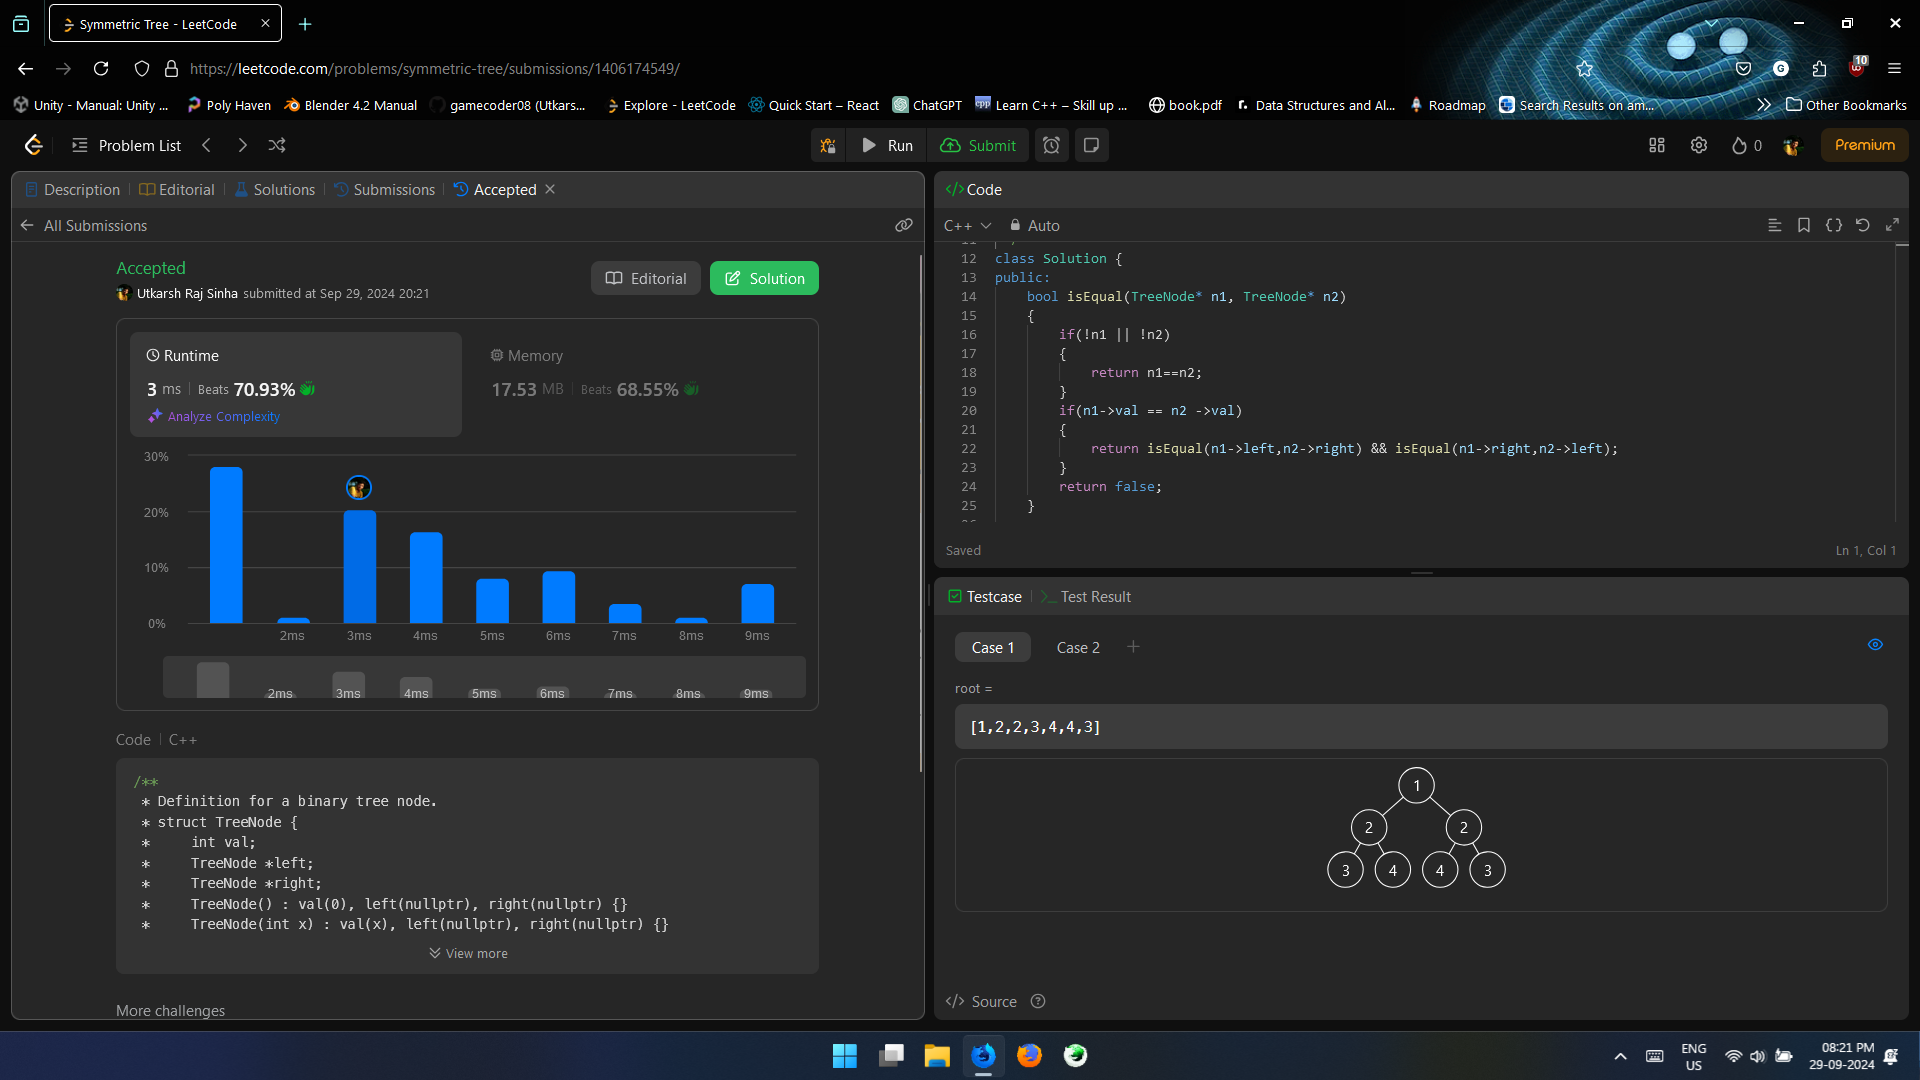 Symmetric Tree - LeetCode
https://leetcode.com/problems/symmetric-tree/submissions/1406174549/
10
Unity - Manual: Unity ... Poly Haven Blender 4.2 Manual gamecoder08 (Utkars... Explore - LeetCode Quick Start – React ChatGPT Learn C++ – Skill up ... book.pdf Data Structures and Al... Roadmap Search Results on am... Other Bookmarks
Problem List Run Submit 0 Premium
Description | Editorial | Solutions | Submissions | Accepted
All Submissions
Accepted
Utkarsh Raj Sinha submitted at Sep 29, 2024 20:21
Editorial Solution
Runtime
3 ms | Beats 70.93%
Analyze Complexity
Memory
17.53 MB | Beats 68.55%
30%
20%
10%
0%
2ms 3ms 4ms 5ms 6ms 7ms 8ms 9ms
2ms 3ms 4ms 5ms 6ms 7ms 8ms 9ms
Code | C++
/**
* Definition for a binary tree node.
* struct TreeNode {
* int val;
* TreeNode *left;
* TreeNode *right;
* TreeNode() : val(0), left(nullptr), right(nullptr) {}
* TreeNode(int x) : val(x), left(nullptr), right(nullptr) {}
View more
More challenges
</>Code
C++ Auto
12 class Solution {
13 public:
14 bool isEqual(TreeNode* n1, TreeNode* n2)
15 {
16 if(!n1 || !n2)
17 {
18 return n1==n2;
19 }
20 if(n1->val == n2 ->val)
21 {
22 return isEqual(n1->left,n2->right) && isEqual(n1->right,n2->left);
23 }
24 return false;
25 }
Saved
Ln 1, Col 1
Testcase | >_ Test Result
Case 1 Case 2 +
root =
[1,2,2,3,4,4,3]
1
2 2
3 4 4 3
</> Source
ENG
US
08:21 PM
29-09-2024